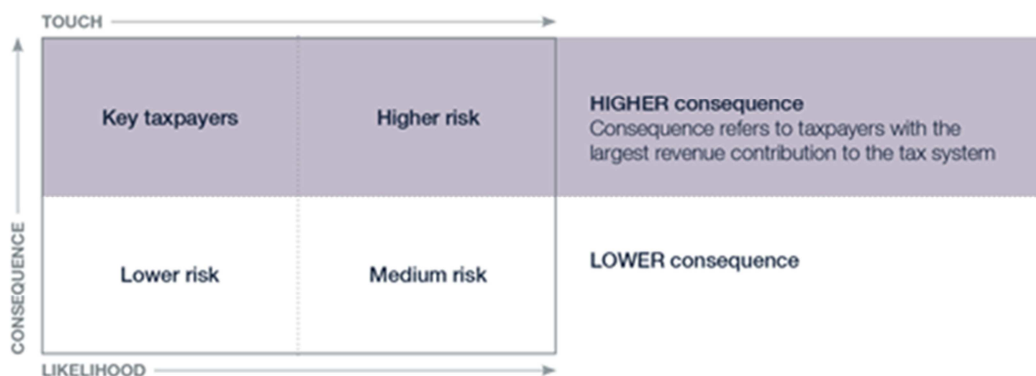 TOUCH
Key taxpayers
Higher risk
HIGHER consequence
Consequence refers to taxpayers with the
largest revenue contribution to the tax system
CONSEQUENCE
Lower risk
Medium risk
LOWER consequence
LIKELIHOOD